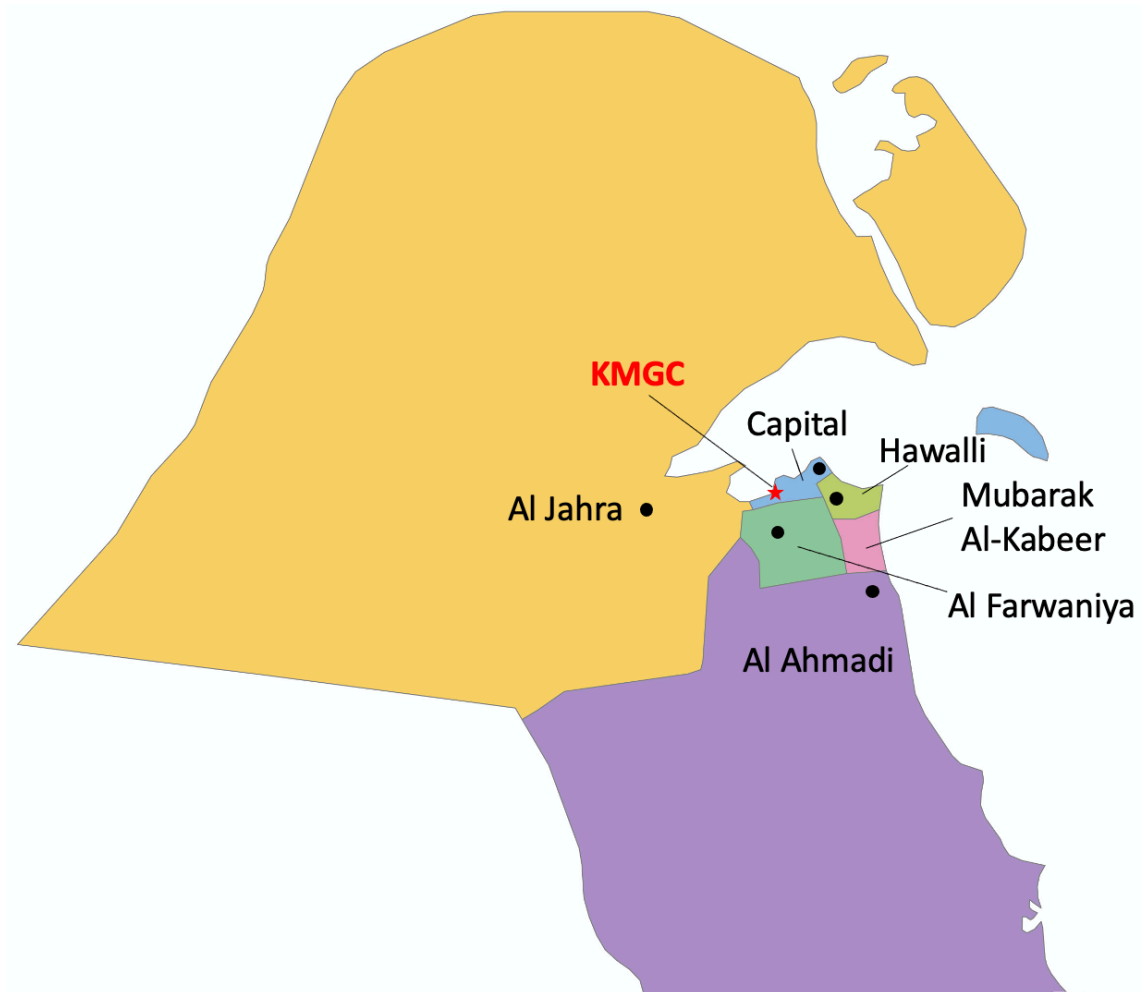 KMGC
Capital
Hawalli
Al Jahra
Mubarak
Al-Kabeer
Al Farwaniya
Al Ahmadi